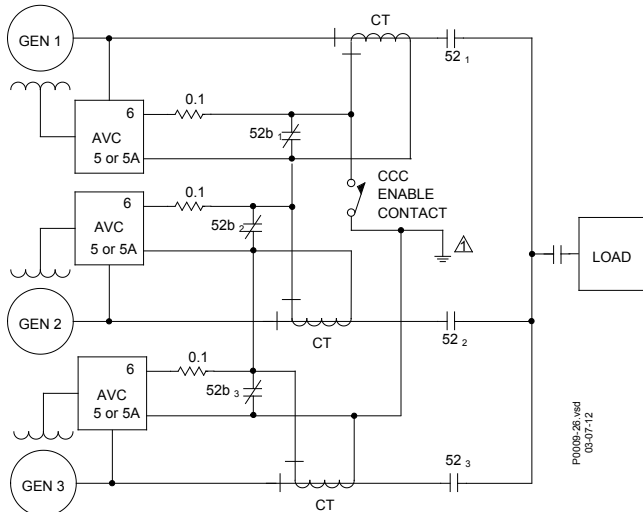 GEN 1
CT
52 1
6
AVC
5 or 5A
0.1
52b 1
CCC
ENABLE
CONTACT
1
6
AVC
5 or 5A
0.1
52b 2
LOAD
GEN 2
CT
52 2
6
AVC
5 or 5A
0.1
52b 3
GEN 3
CT
52 3
P0009-26.vsd
03-07-12